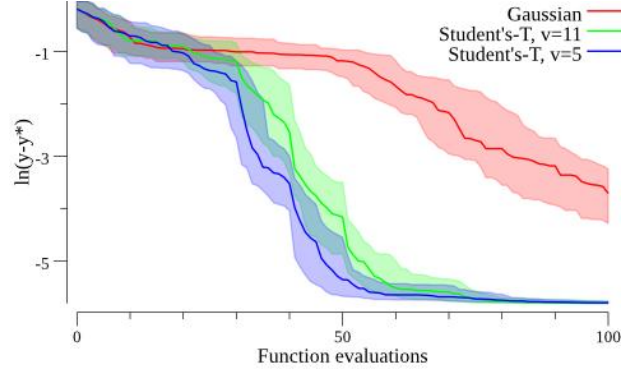 Gaussian
Student's-T, v=11
Student's-T, v=5
-1
-3
-5
ln(y-y*)
0
50
100
Function evaluations